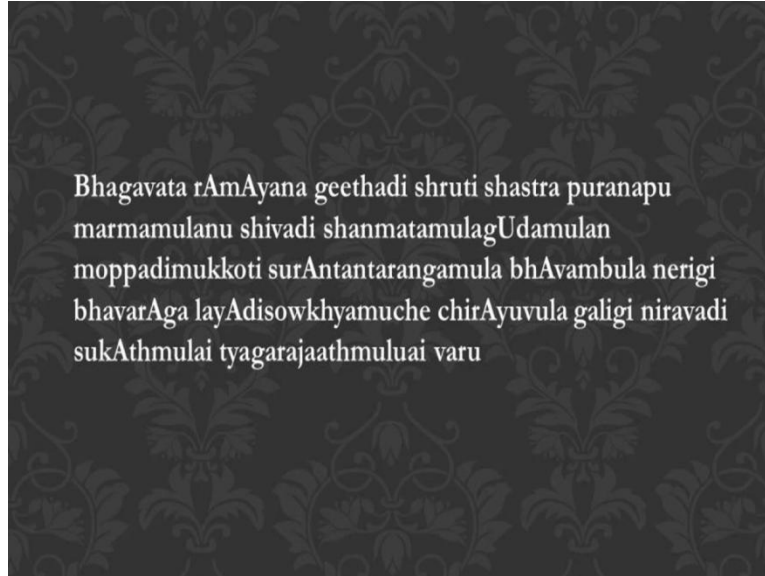 Bhagavata rAmAyana geethadi shruti shastra puranapu
marmamulanu shivadi shanmatamulagUdamulan
moppadimukkoti surAntantarangamula bhAvambula nerigi
bhavarAga layAdisowkhyamuche chirAyuvula galigi niravadi
sukAthmulai tyagarajaathmuluai varu